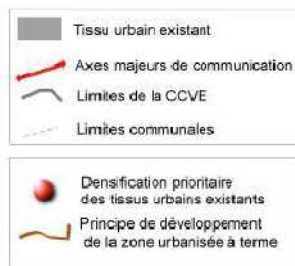 Tissu urbain existant
Axes majeurs de communication
Limites de la CCVE
Limites communales
Densification prioritaire
des tissus urbains existants
Principe de développement
de la zone urbanisée à terme